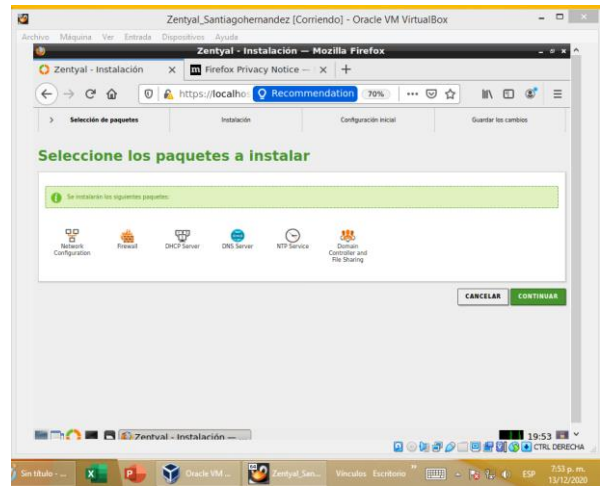 Zentyal_Santiagohernandez [Corriendo] - Oracle VM VirtualBox
Archivo Máquina Ver Entrada Dispositivos Ayuda
Zentyal - Instalación — Mozilla Firefox
Zentyal - Instalación
Firefox Privacy Notice —
https://localho
Recommendation
70%
Selección de paquetes
Instalación
Configuración inicial
Guardar los cambios
Seleccione los paquetes a instalar
Se instalarán los siguientes paquetes:
Network Configuration
Firewall
DHCP Server
DNS Server
NTP Service
Domain Controller and File Sharing
CANCELAR
CONTINUAR
Zentyal - Instalación —
19:53
CTRL DERECHA
Sin título - ...
Oracle VM ...
Zentyal_San...
Vínculos Escritorio
ESP
7:53 p. m.
13/12/2020